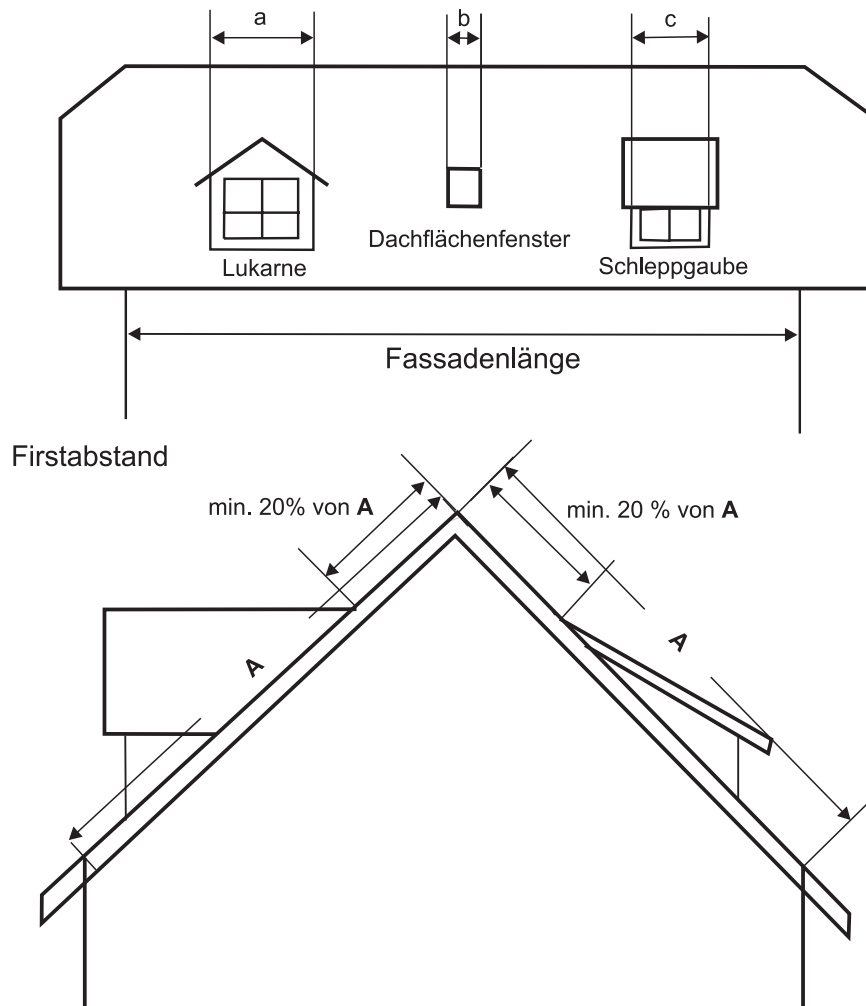 a
b
c
Dachflächenfenster
Lukarne
Schleppgaube
Fassadenlänge
Firstabstand
min. 20% von A
min. 20 % von A
A
A